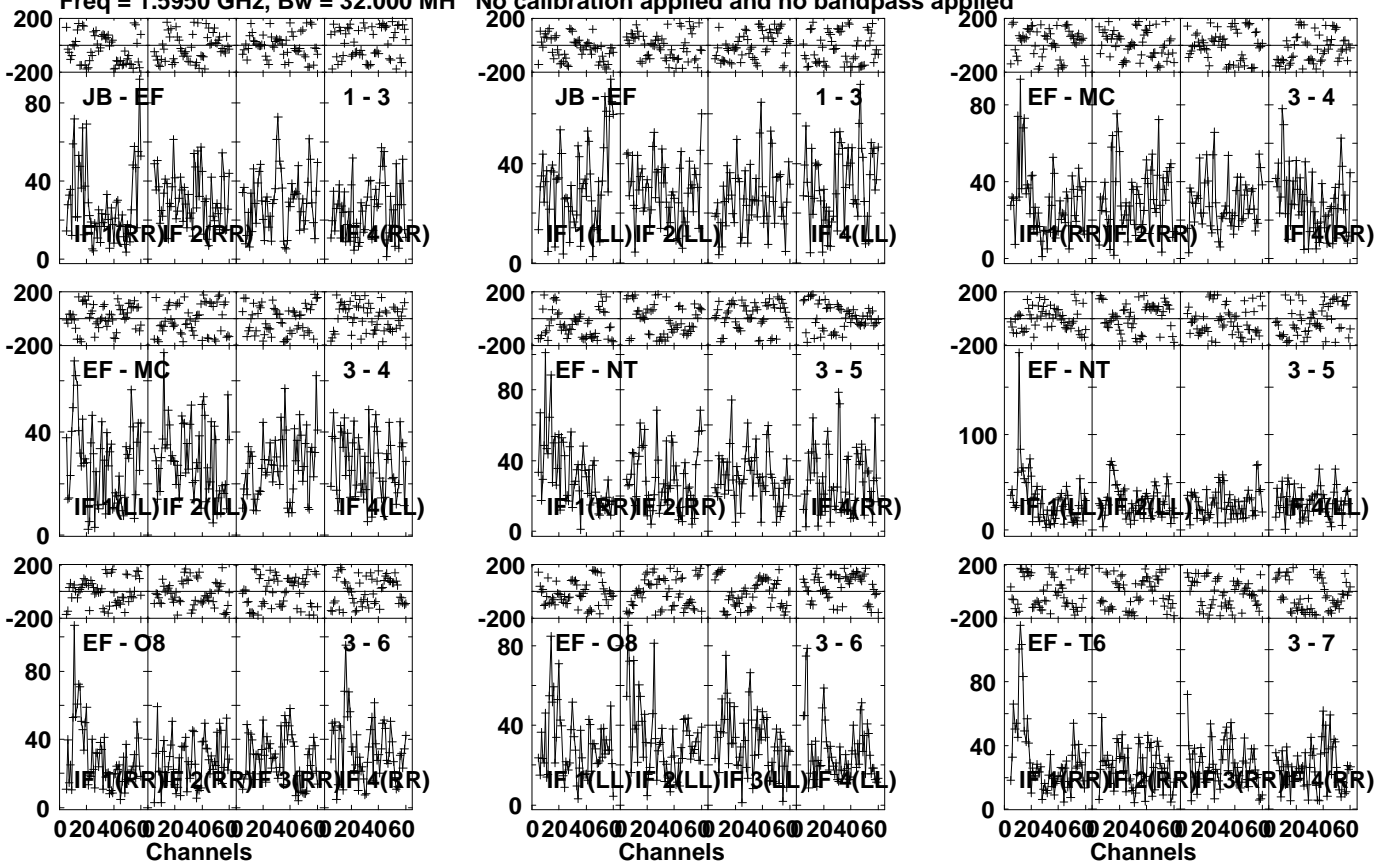 Freq = 1.5950 GHz, Bw = 32.000 MH No calibration applied and no bandpass applied
200 200 200
-200 -200
JB - EF 1 - 3 JB - EF 1 - 3 EF - MC 3 - 4
80 80
40 40 40
IF 1(RR) IF 2(RR) IF 4(RR) IF 1(LL) IF 2(LL) IF 4(LL) IF 1(RR) IF 2(RR) IF 4(RR)
0 0 0
200 200 200
-200 -200 -200
EF - MC 3 - 4 EF - NT 3 - 5 EF - NT 3 - 5
80
40 40 100
IF 1(LL) IF 2(LL) IF 4(LL) IF 1(RR) IF 2(RR) IF 4(RR) IF 1(LL) IF 2(LL) IF 4(LL)
0 0 0
200 200 200
-200 -200 -200
EF - O8 3 - 6 EF - O8 3 - 6 EF - T6 3 - 7
80 80 80
40 40 40
IF 1(RR) IF 2(RR) IF 3(RR) IF 4(RR) IF 1(LL) IF 2(LL) IF 3(LL) IF 4(LL) IF 1(RR) IF 2(RR) IF 3(RR) IF 4(RR)
0 0 0
0 20 40 60 0 20 40 60 0 20 40 60 0 20 40 60 0 20 40 60 0 20 40 60 0 20 40 60 0 20 40 60 0 20 40 60 0 20 40 60 0 20 40 60 0 20 40 60
Channels Channels Channels